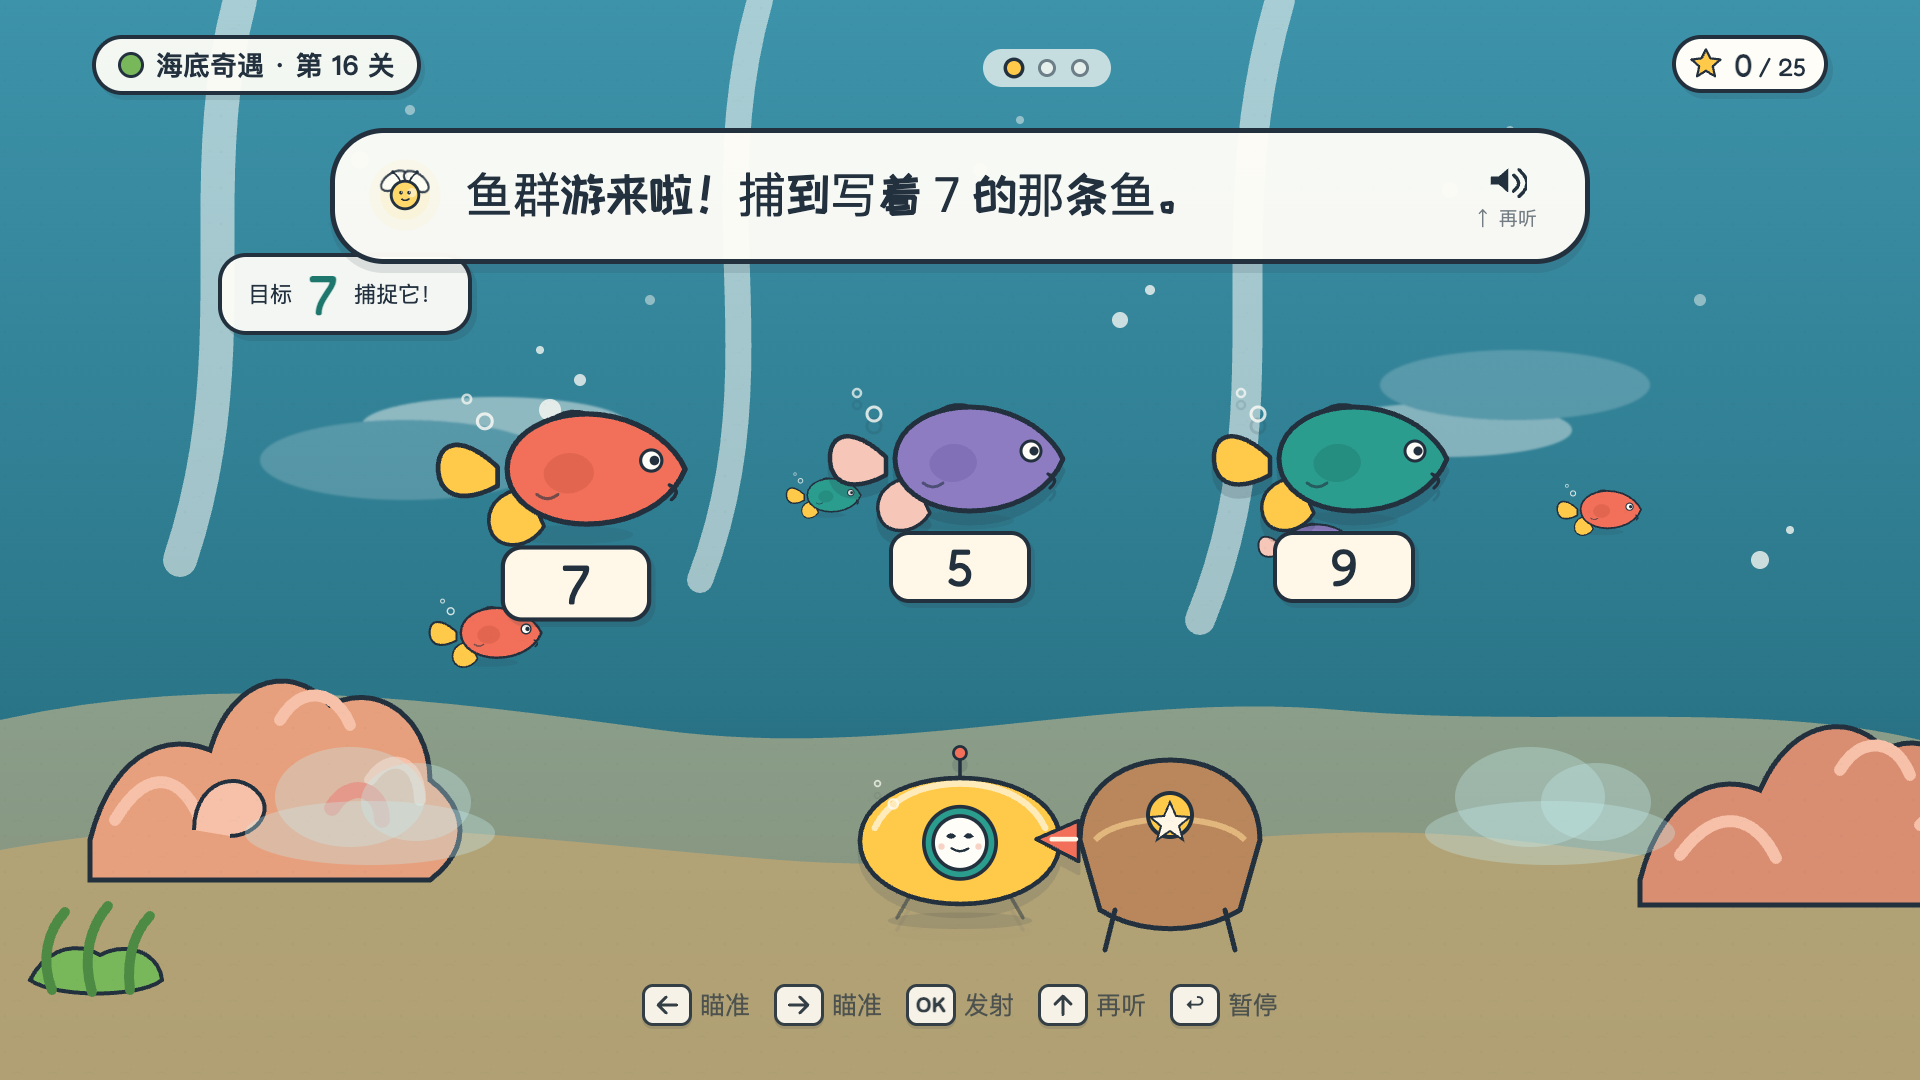 海底奇遇 · 第 16 关
0 / 25
鱼群游来啦！捕到写着 7 的那条鱼。
↑ 再听
目标 7 捕捉它！
7
5
9
← 瞄准 → 瞄准 OK 发射 ↑ 再听 ↩ 暂停